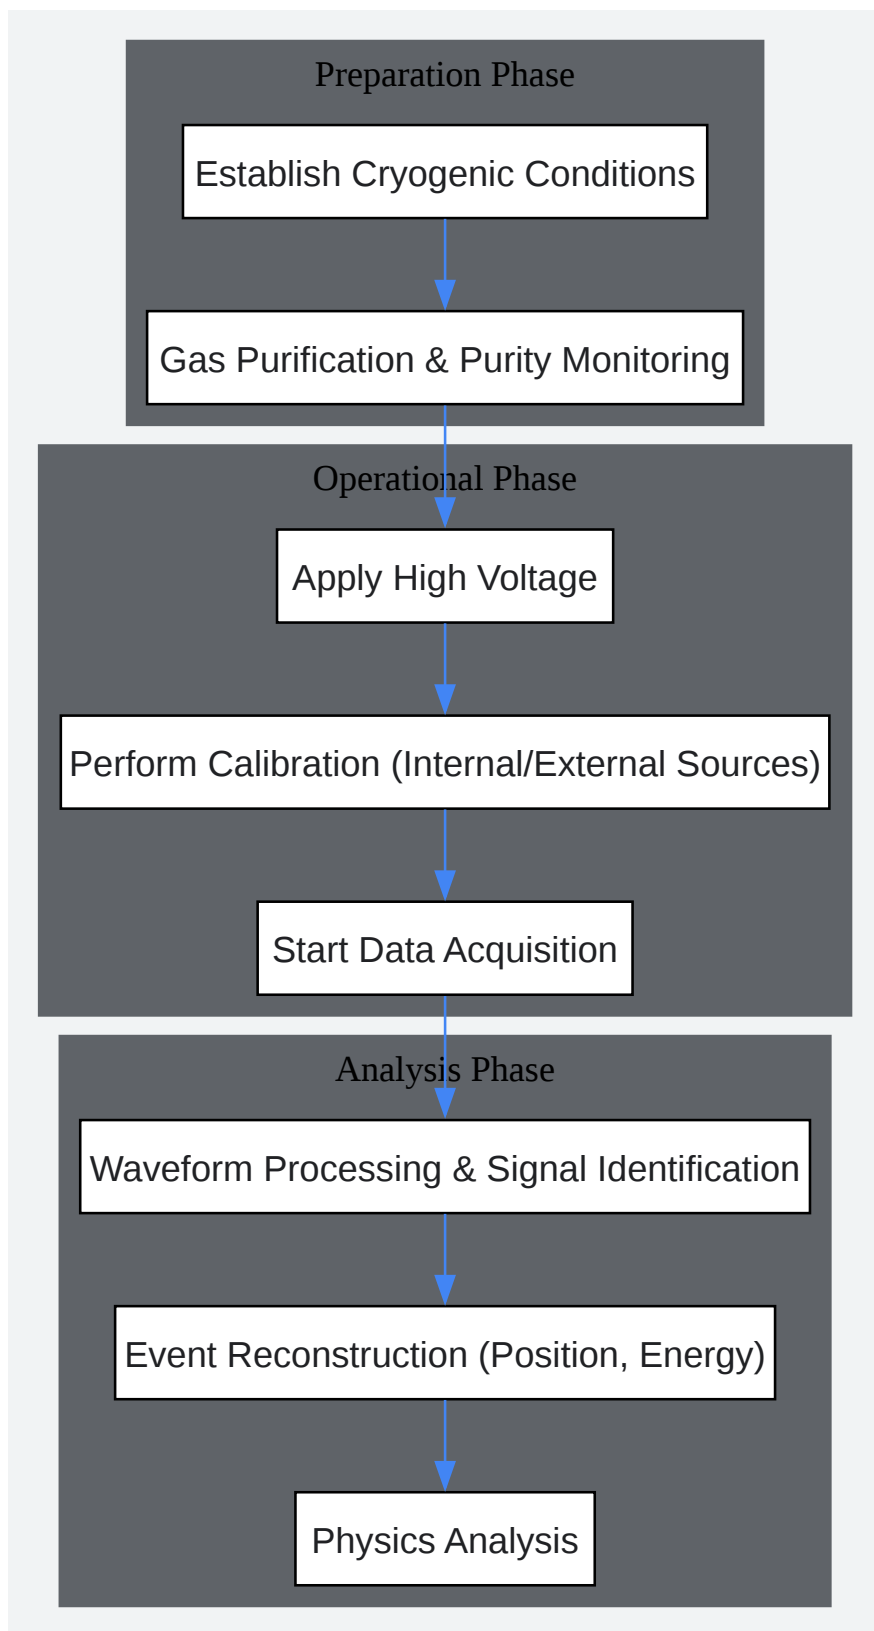 Preparation Phase
Establish Cryogenic Conditions
Gas Purification & Purity Monitoring
Operational Phase
Apply High Voltage
Perform Calibration (Internal/External Sources)
Start Data Acquisition
Analysis Phase
Waveform Processing & Signal Identification
Event Reconstruction (Position, Energy)
Physics Analysis